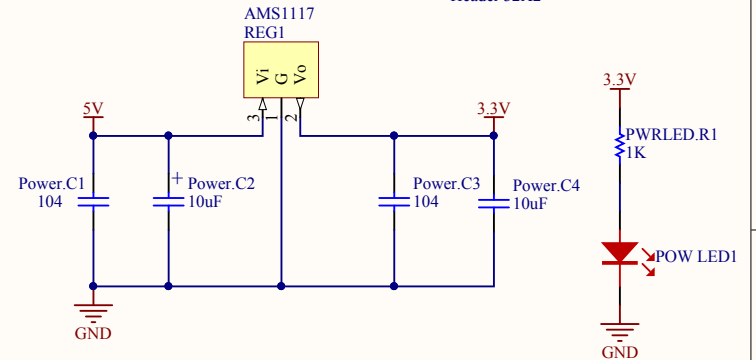 AMS1117
REG1
Vi
G
Vo
3
1
2
5V
3.3V
Power.C1
104
+
Power.C2
10uF
Power.C3
104
Power.C4
10uF
GND
3.3V
PWRLED.R1
1K
POW LED1
GND